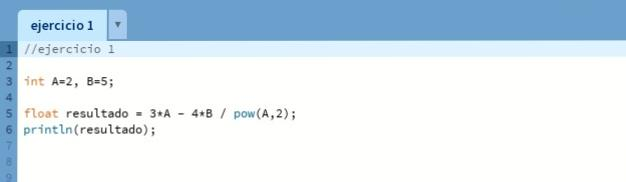 ejercicio 1 ▼
1 //ejercicio 1
2
3 int A=2, B=5;
4
5 float resultado = 3*A - 4*B / pow(A,2);
6 println(resultado);
7
8
9